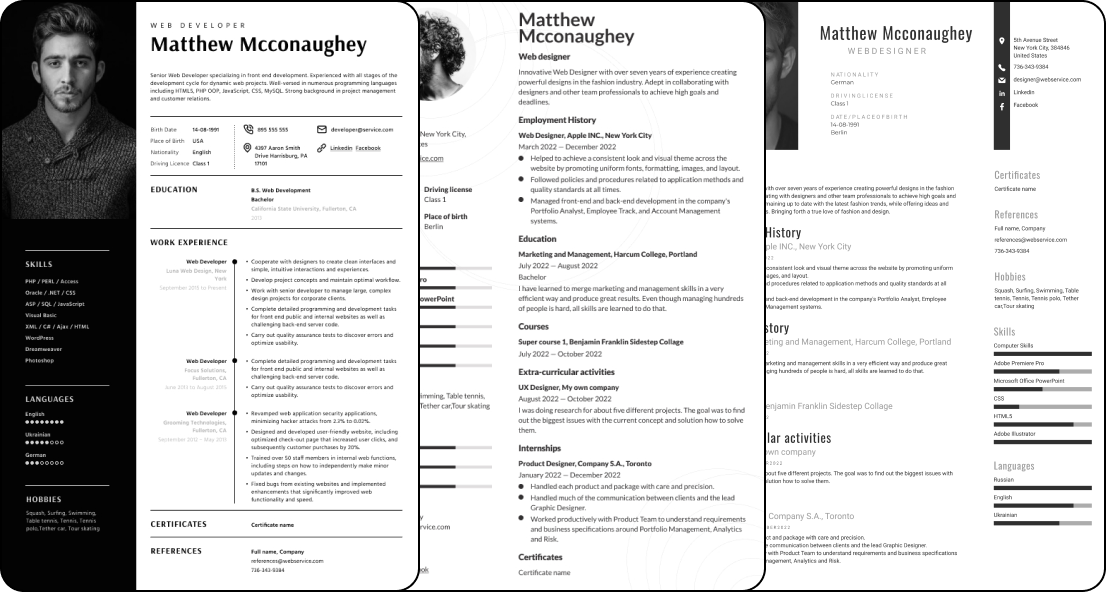 WEB DEVELOPER
Matthew Mcconaughey
Senior Web Developer specializing in front end development. Experienced with all stages of the
development cycle for dynamic web projects. Well-versed in numerous programming languages
including HTML5, PHP OOP, JavaScript, CSS, MySQL. Strong background in project management
and customer relations.
Birth Date 14-08-1991
Place of Birth USA
Nationality English
Driving Licence Class 1
895 555 555
4397 Aaron Smith
Drive Harrisburg, PA
17101
developer@service.com
Linkedin Facebook
EDUCATION
B.S. Web Development
Bachelor
California State University, Fullerton, CA
2013
WORK EXPERIENCE
Web Developer
Luna Web Design, New
York
September 2015 to Present
• Cooperate with designers to create clean interfaces and
simple, intuitive interactions and experiences.
• Develop project concepts and maintain optimal workflow.
• Work with senior developer to manage large, complex
design projects for corporate clients.
• Complete detailed programming and development tasks
for front end public and internal websites as well as
challenging back-end server code.
• Carry out quality assurance tests to discover errors and
optimize usability.
Web Developer
Focus Solutions,
Fullerton, CA
June 2013 to August 2015
• Complete detailed programming and development tasks
for front end public and internal websites as well as
challenging back-end server code.
• Carry out quality assurance tests to discover errors and
optimize usability.
Web Developer
Grooming Technologies,
Fullerton, CA
September 2012 - May 2013
• Revamped web application security applications,
minimizing hacker attacks from 2.3% to 0.02%.
• Designed and developed user-friendly website, including
optimized check-out page that increased user clicks, and
subsequently customer purchases by 20%.
• Trained over 50 staff members in internal web functions,
including steps on how to independently make minor
updates and changes.
• Fixed bugs from existing websites and implemented
enhancements that significantly improved web
functionality and speed.
CERTIFICATES
Certificate name
REFERENCES
Full name, Company
references@webservice.com
736-343-9384
SKILLS
PHP / PERL / Access
Oracle / .NET / CSS
ASP / SQL / JavaScript
Visual Basic
XML / C# / Ajax / HTML
WordPress
Dreamweaver
Photoshop
LANGUAGES
English
Ukrainian
German
HOBBIES
Squash, Surfing, Swimming,
Table tennis, Tennis, Tennis
polo,Tether car, Tour skating
New York City,
es
ice.com
Driving license
Class 1
Place of birth
Berlin
ro
owerPoint
imming, Table tennis,
Tether car,Tour skating
y
rvice.com
ook
Matthew
Mcconaughey
Web designer
Innovative Web Designer with over seven years of experience creating
powerful designs in the fashion industry. Adept in collaborating with
designers and other team professionals to achieve high goals and
deadlines.
Employment History
Web Designer, Apple INC., New York City
March 2022 — December 2022
Helped to achieve a consistent look and visual theme across the
website by promoting uniform fonts, formatting, images, and layout.
Followed policies and procedures related to application methods and
quality standards at all times.
Managed front-end and back-end development in the company's
Portfolio Analyst, Employee Track, and Account Management
systems.
Education
Marketing and Management, Harcum College, Portland
July 2022 — August 2022
Bachelor
I have learned to merge marketing and management skills in a very
efficient way and produce great results. Even though managing hundreds
of people is hard, all skills are learned to do that.
Courses
Super course 1, Benjamin Franklin Sidestep Collage
July 2022 — October 2022
Extra-curricular activities
UX Designer, My own company
August 2022 — October 2022
I was doing research for about five different projects. The goal was to find
out the biggest issues with the current concept and solution how to solve
them.
Internships
Product Designer, Company S.A., Toronto
January 2022 — December 2022
Handled each product and package with care and precision.
Handled much of the communication between clients and the lead
Graphic Designer.
Worked productively with Product Team to understand requirements
and business specifications around Portfolio Management, Analytics
and Risk.
Certificates
Certificate name
Matthew Mcconaughey
WEBDESIGNER
NATIONALITY
German
DRIVINGLICENSE
Class 1
DATE/PLACEOFBIRTH
14-08-1991
Berlin
5th Avenue Street
New York City, 384846
United States
736-343-9384
designer@webservice.com
Linkedin
Facebook
with over seven years of experience creating powerful designs in the fashion
ating with designers and other team professionals to achieve high goals and
maining up to date with the latest fashion trends, while offering ideas and
s. Bringing forth a true love of fashion and design.
History
ple INC., New York City
022
consistent look and visual theme across the website by promoting uniform
ages, and layout.
d procedures related to application methods and quality standards at all
nd back-end development in the company's Portfolio Analyst, Employee
Management systems.
story
eting and Management, Harcum College, Portland
arketing and management skills in a very efficient way and produce great
ging hundreds of people is hard, all skills are learned to do that.
enjamin Franklin Sidestep Collage
lar activities
wn company
R2022
bout five different projects. The goal was to find out the biggest issues with
olution how to solve them.
Company S.A., Toronto
BER2022
ct and package with care and precision.
e communication between clients and the lead Graphic Designer.
y with Product Team to understand requirements and business specifications
nagement, Analytics and Risk.
Certificates
Certificate name
References
Full name, Company
references@webservice.com
736-343-9384
Hobbies
Squash, Surfing, Swimming, Table
tennis, Tennis, Tennis polo, Tether
car,Tour skating
Skills
Computer Skills
Adobe Premiere Pro
Microsoft Office PowerPoint
CSS
HTML5
Adobe Illustrator
Languages
Russian
English
Ukrainian